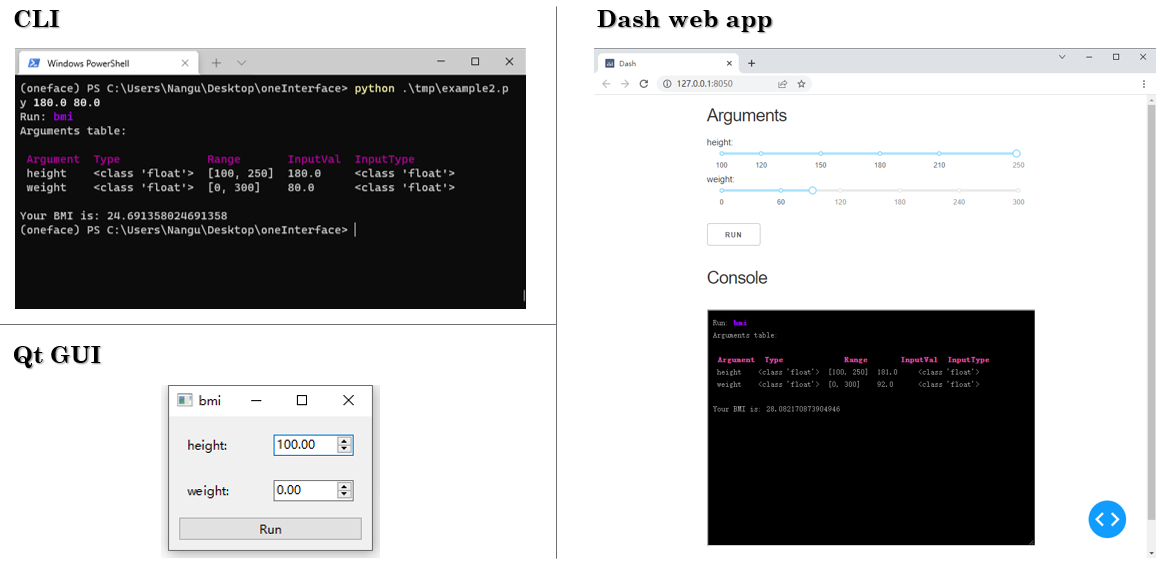 CLI
Windows PowerShell
(oneface) PS C:\Users\Nangu\Desktop\oneInterface> python .\tmp\example2.p
y 180.0 80.0
Run: bmi
Arguments table:
Argument Type Range InputVal InputType
height <class 'float'> [100, 250] 180.0 <class 'float'>
weight <class 'float'> [0, 300] 80.0 <class 'float'>
Your BMI is: 24.691358024691358
(oneface) PS C:\Users\Nangu\Desktop\oneInterface>
Qt GUI
bmi
height: 100.00
weight: 0.00
Run
Dash web app
Dash
127.0.0.1:8050
Arguments
height:
100 120 150 180 210 250
weight:
0 60 120 180 240 300
RUN
Console
Run: bmi
Arguments table:
Argument Type Range InputVal InputType
height <class 'float'> [100, 250] 181.0 <class 'float'>
weight <class 'float'> [0, 300] 92.0 <class 'float'>
Your BMI is: 28.082170873904946